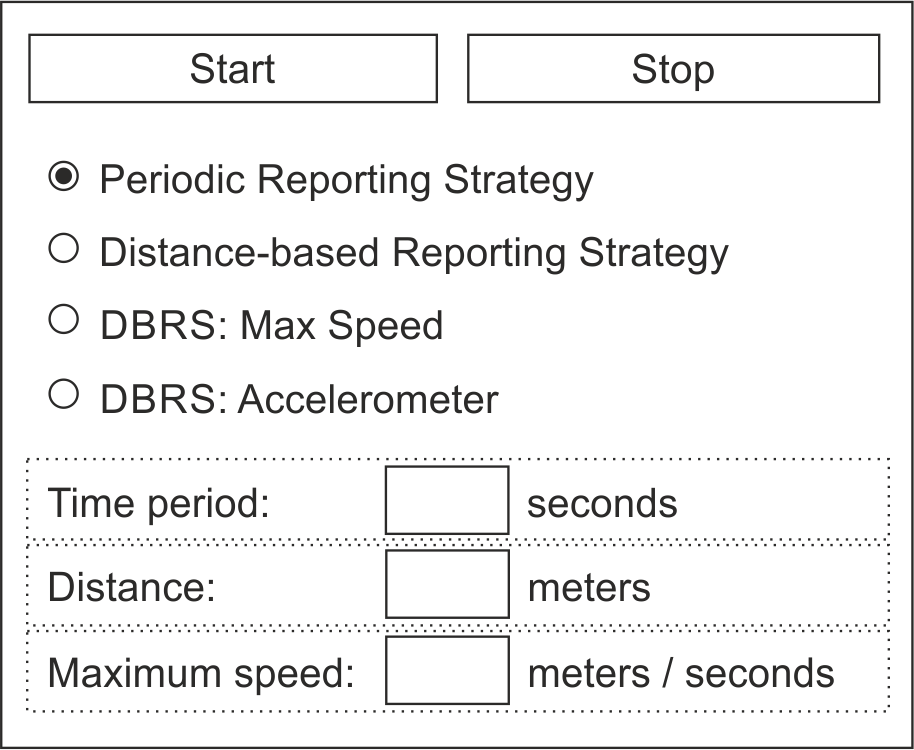 Start Stop
Periodic Reporting Strategy
Distance-based Reporting Strategy
DBRS: Max Speed
DBRS: Accelerometer
Time period: seconds
Distance: meters
Maximum speed: meters / seconds